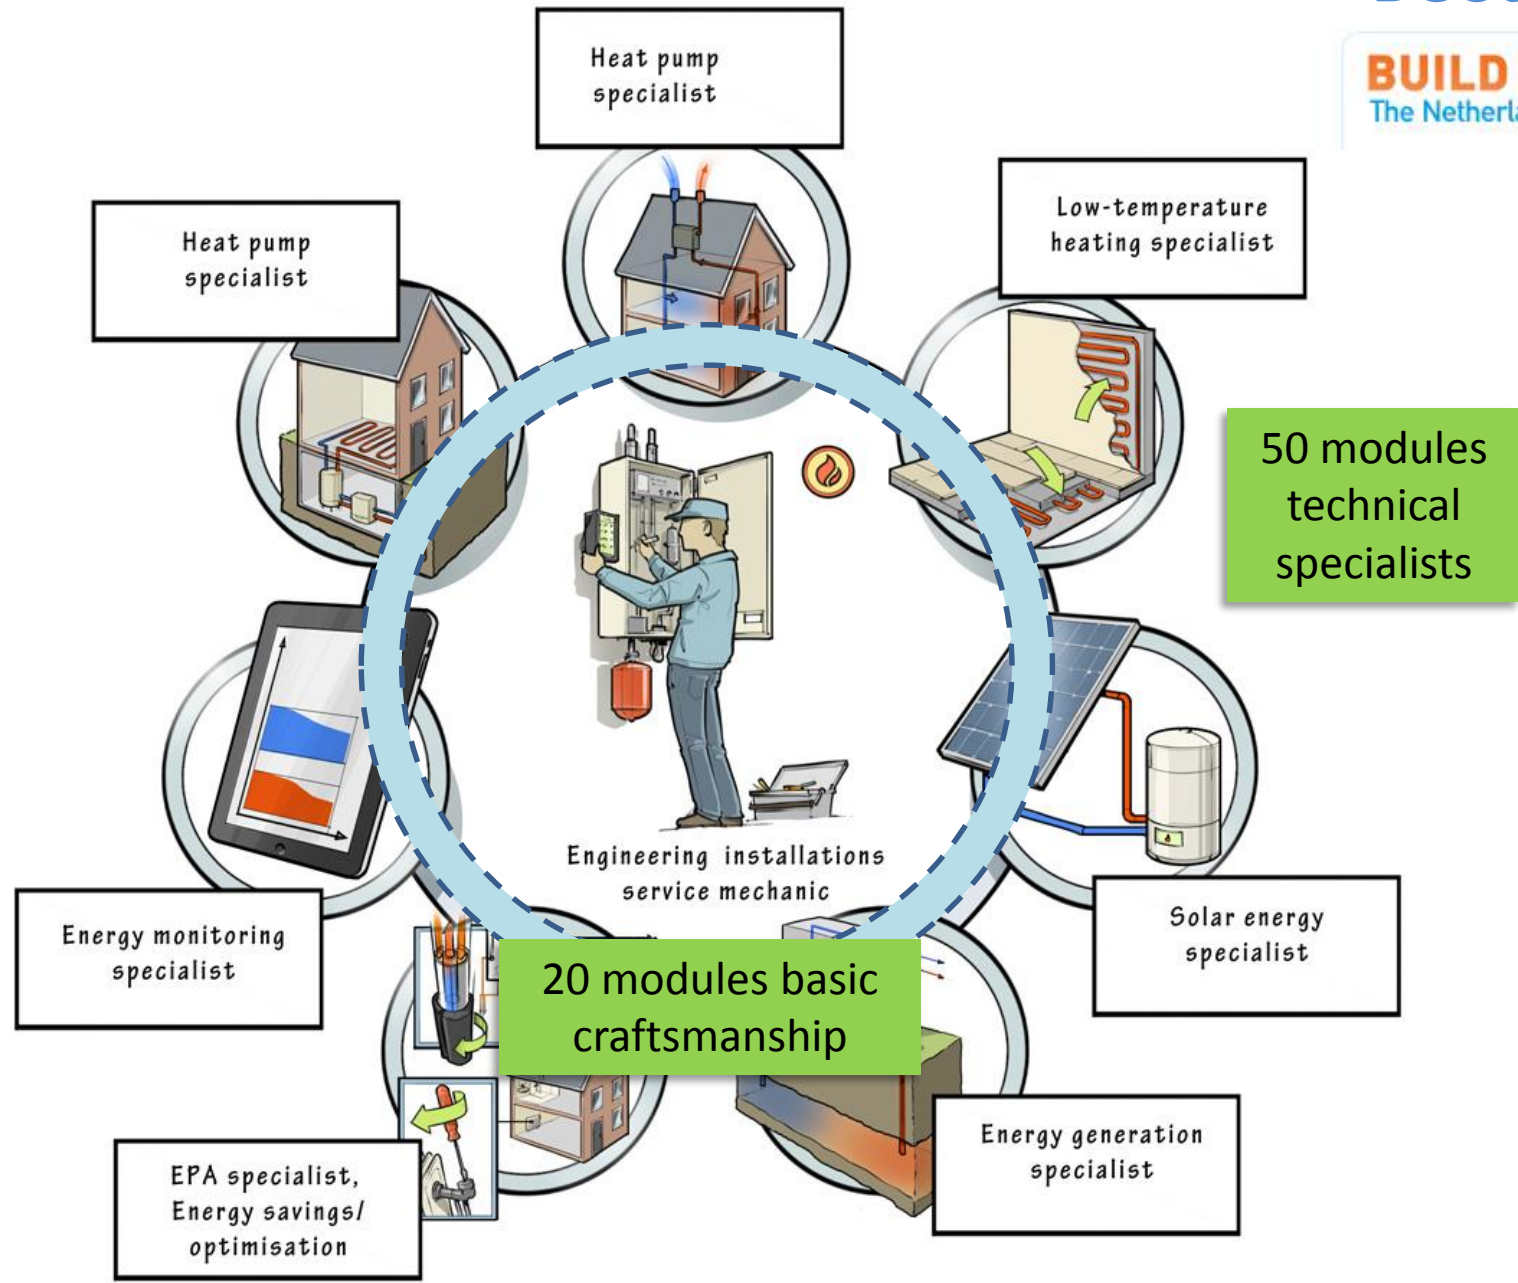 BUILD
Heat pump
specialist
Low-temperature
heating specialist
Heat pump
specialist
50 modules
technical
specialists
Engineering installations
service mechanic
Energy monitoring
specialist
Solar energy
specialist
20 modules basic
craftsmanship
Energy generation
specialist
EPA specialist,
Energy savings/
optimisation
The